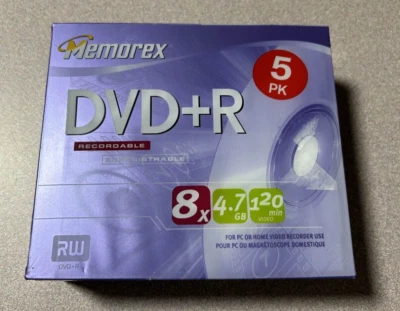 Memorex
5
PK
DVD+R
RECORDABLE
ENREGISTRABLE
8x
4.7
GB
120
min
VIDEO
FOR PC OR HOME VIDEO RECORDER USE
POUR PC OU MAGNÉTOSCOPE DOMESTIQUE
RW
DVD+R